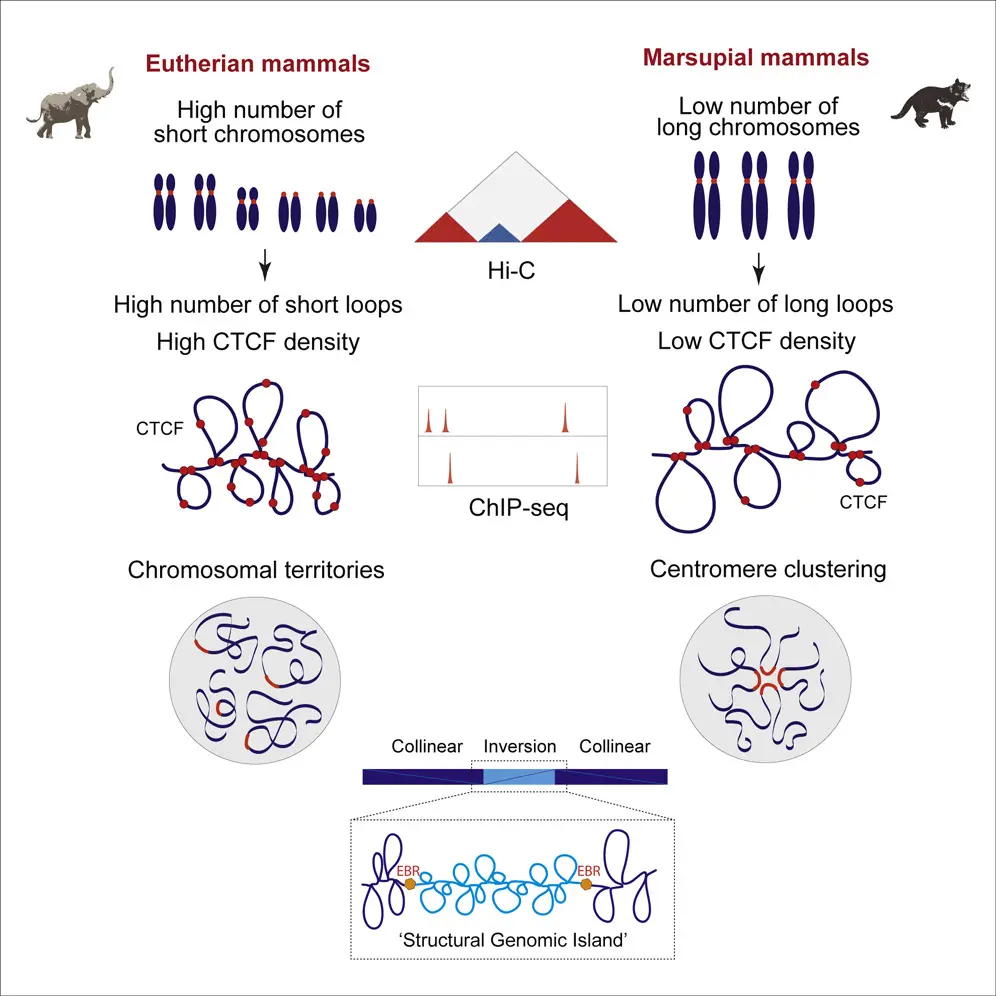 Eutherian mammals
High number of
short chromosomes
High number of short loops
High CTCF density
CTCF
Chromosomal territories
Hi-C
ChIP-seq
Marsupial mammals
Low number of
long chromosomes
Low number of long loops
Low CTCF density
CTCF
Centromere clustering
Collinear Inversion Collinear
EBR EBR
‘Structural Genomic Island’